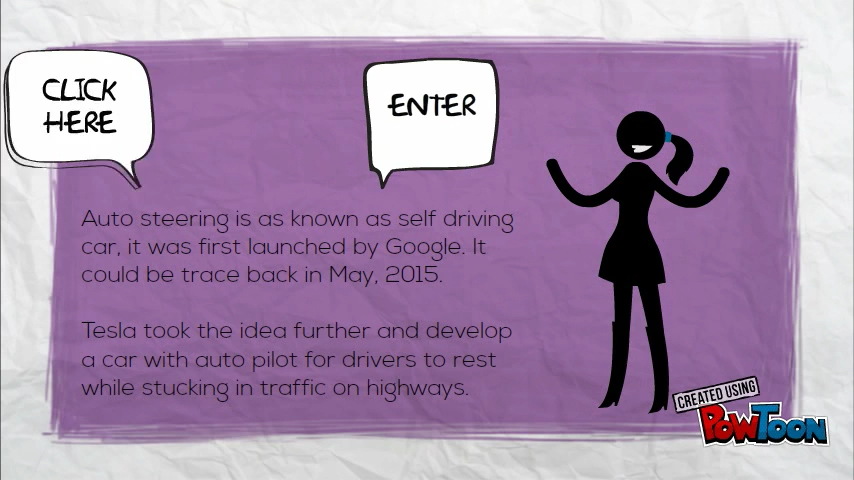 CLICK
HERE
ENTER
Auto steering is as known as self driving
car, it was first launched by Google. It
could be trace back in May, 2015.
Tesla took the idea further and develop
a car with auto pilot for drivers to rest
while stucking in traffic on highways.
CREATED USING
POWTOON